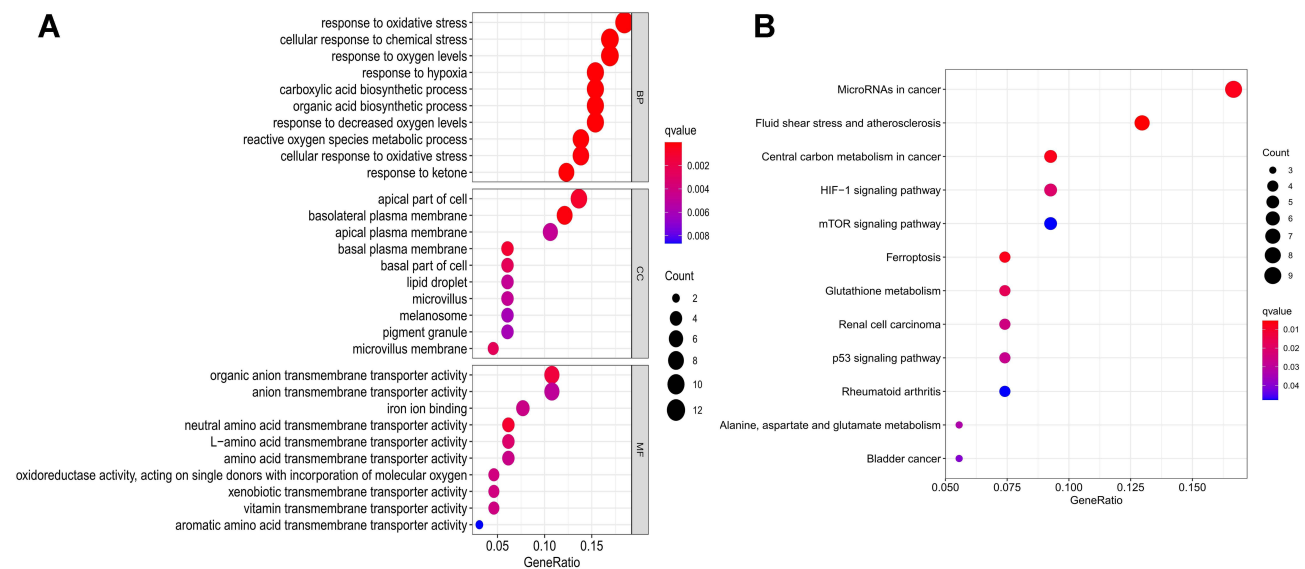 A
response to oxidative stress
cellular response to chemical stress
response to oxygen levels
response to hypoxia
carboxylic acid biosynthetic process
organic acid biosynthetic process
response to decreased oxygen levels
reactive oxygen species metabolic process
cellular response to oxidative stress
response to ketone
BP
apical part of cell
basolateral plasma membrane
apical plasma membrane
basal plasma membrane
basal part of cell
lipid droplet
microvillus
melanosome
pigment granule
microvillus membrane
CC
organic anion transmembrane transporter activity
anion transmembrane transporter activity
iron ion binding
neutral amino acid transmembrane transporter activity
L−amino acid transmembrane transporter activity
amino acid transmembrane transporter activity
oxidoreductase activity, acting on single donors with incorporation of molecular oxygen
xenobiotic transmembrane transporter activity
vitamin transmembrane transporter activity
aromatic amino acid transmembrane transporter activity
MF
0.05 0.10 0.15
GeneRatio
qvalue
0.002
0.004
0.006
0.008
Count
2
4
6
8
10
12
B
MicroRNAs in cancer
Fluid shear stress and atherosclerosis
Central carbon metabolism in cancer
HIF−1 signaling pathway
mTOR signaling pathway
Ferroptosis
Glutathione metabolism
Renal cell carcinoma
p53 signaling pathway
Rheumatoid arthritis
Alanine, aspartate and glutamate metabolism
Bladder cancer
0.050 0.075 0.100 0.125 0.150
GeneRatio
Count
3
4
5
6
7
8
9
qvalue
0.01
0.02
0.03
0.04